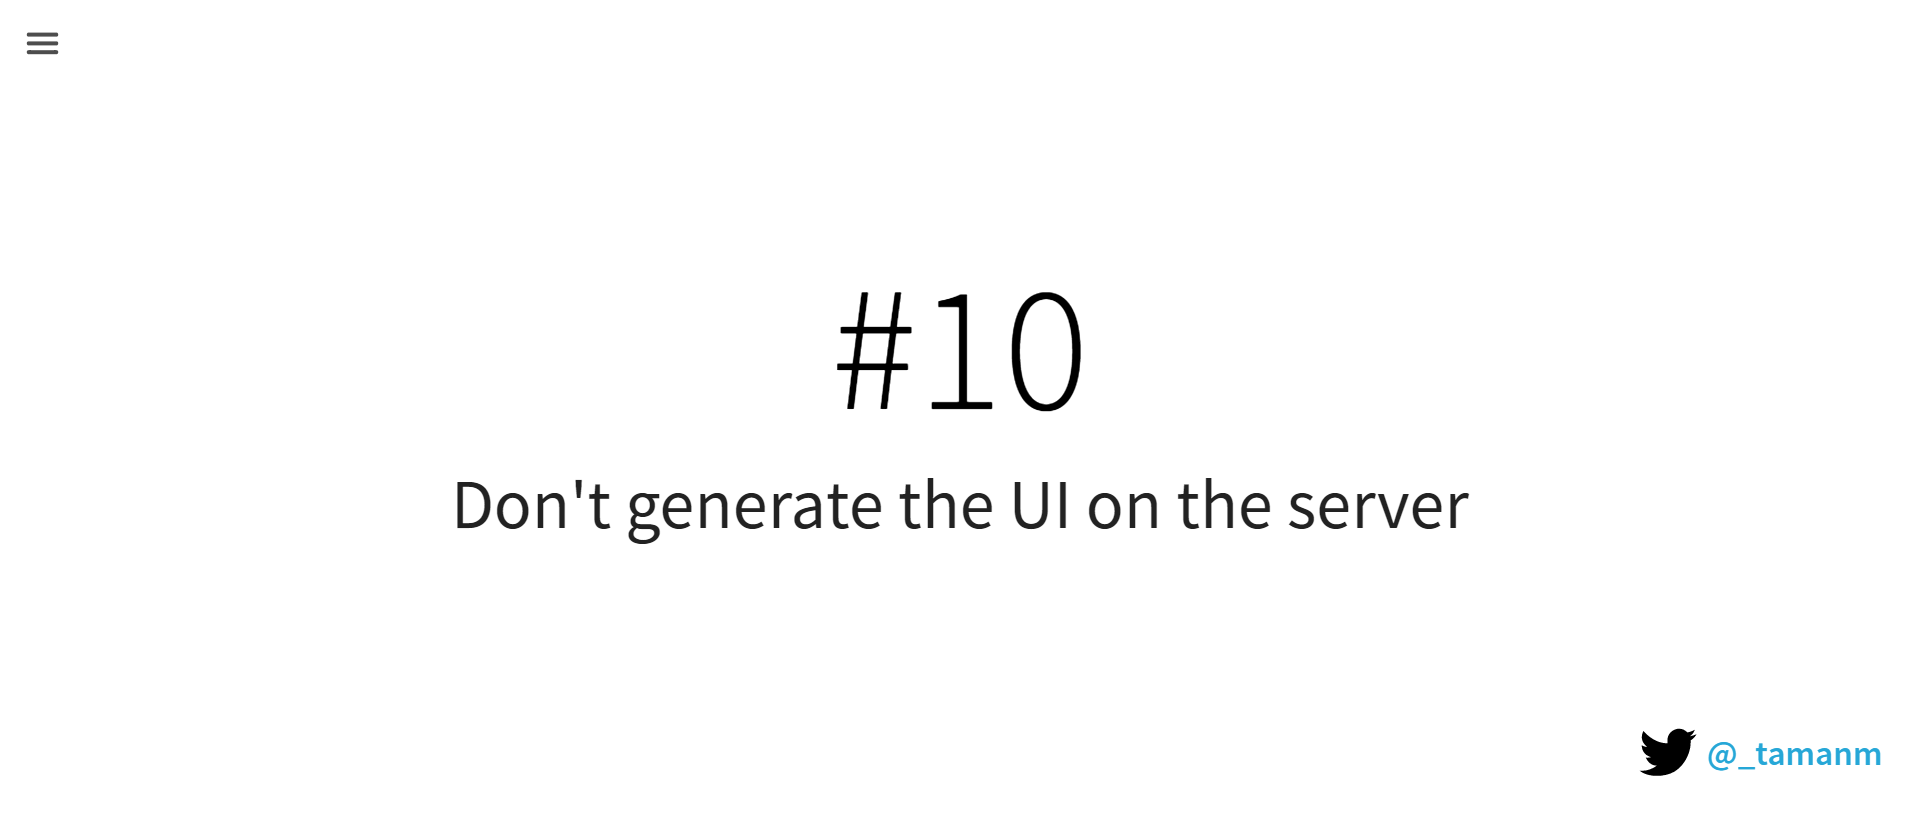 #10
Don't generate the UI on the server
@_tamanm